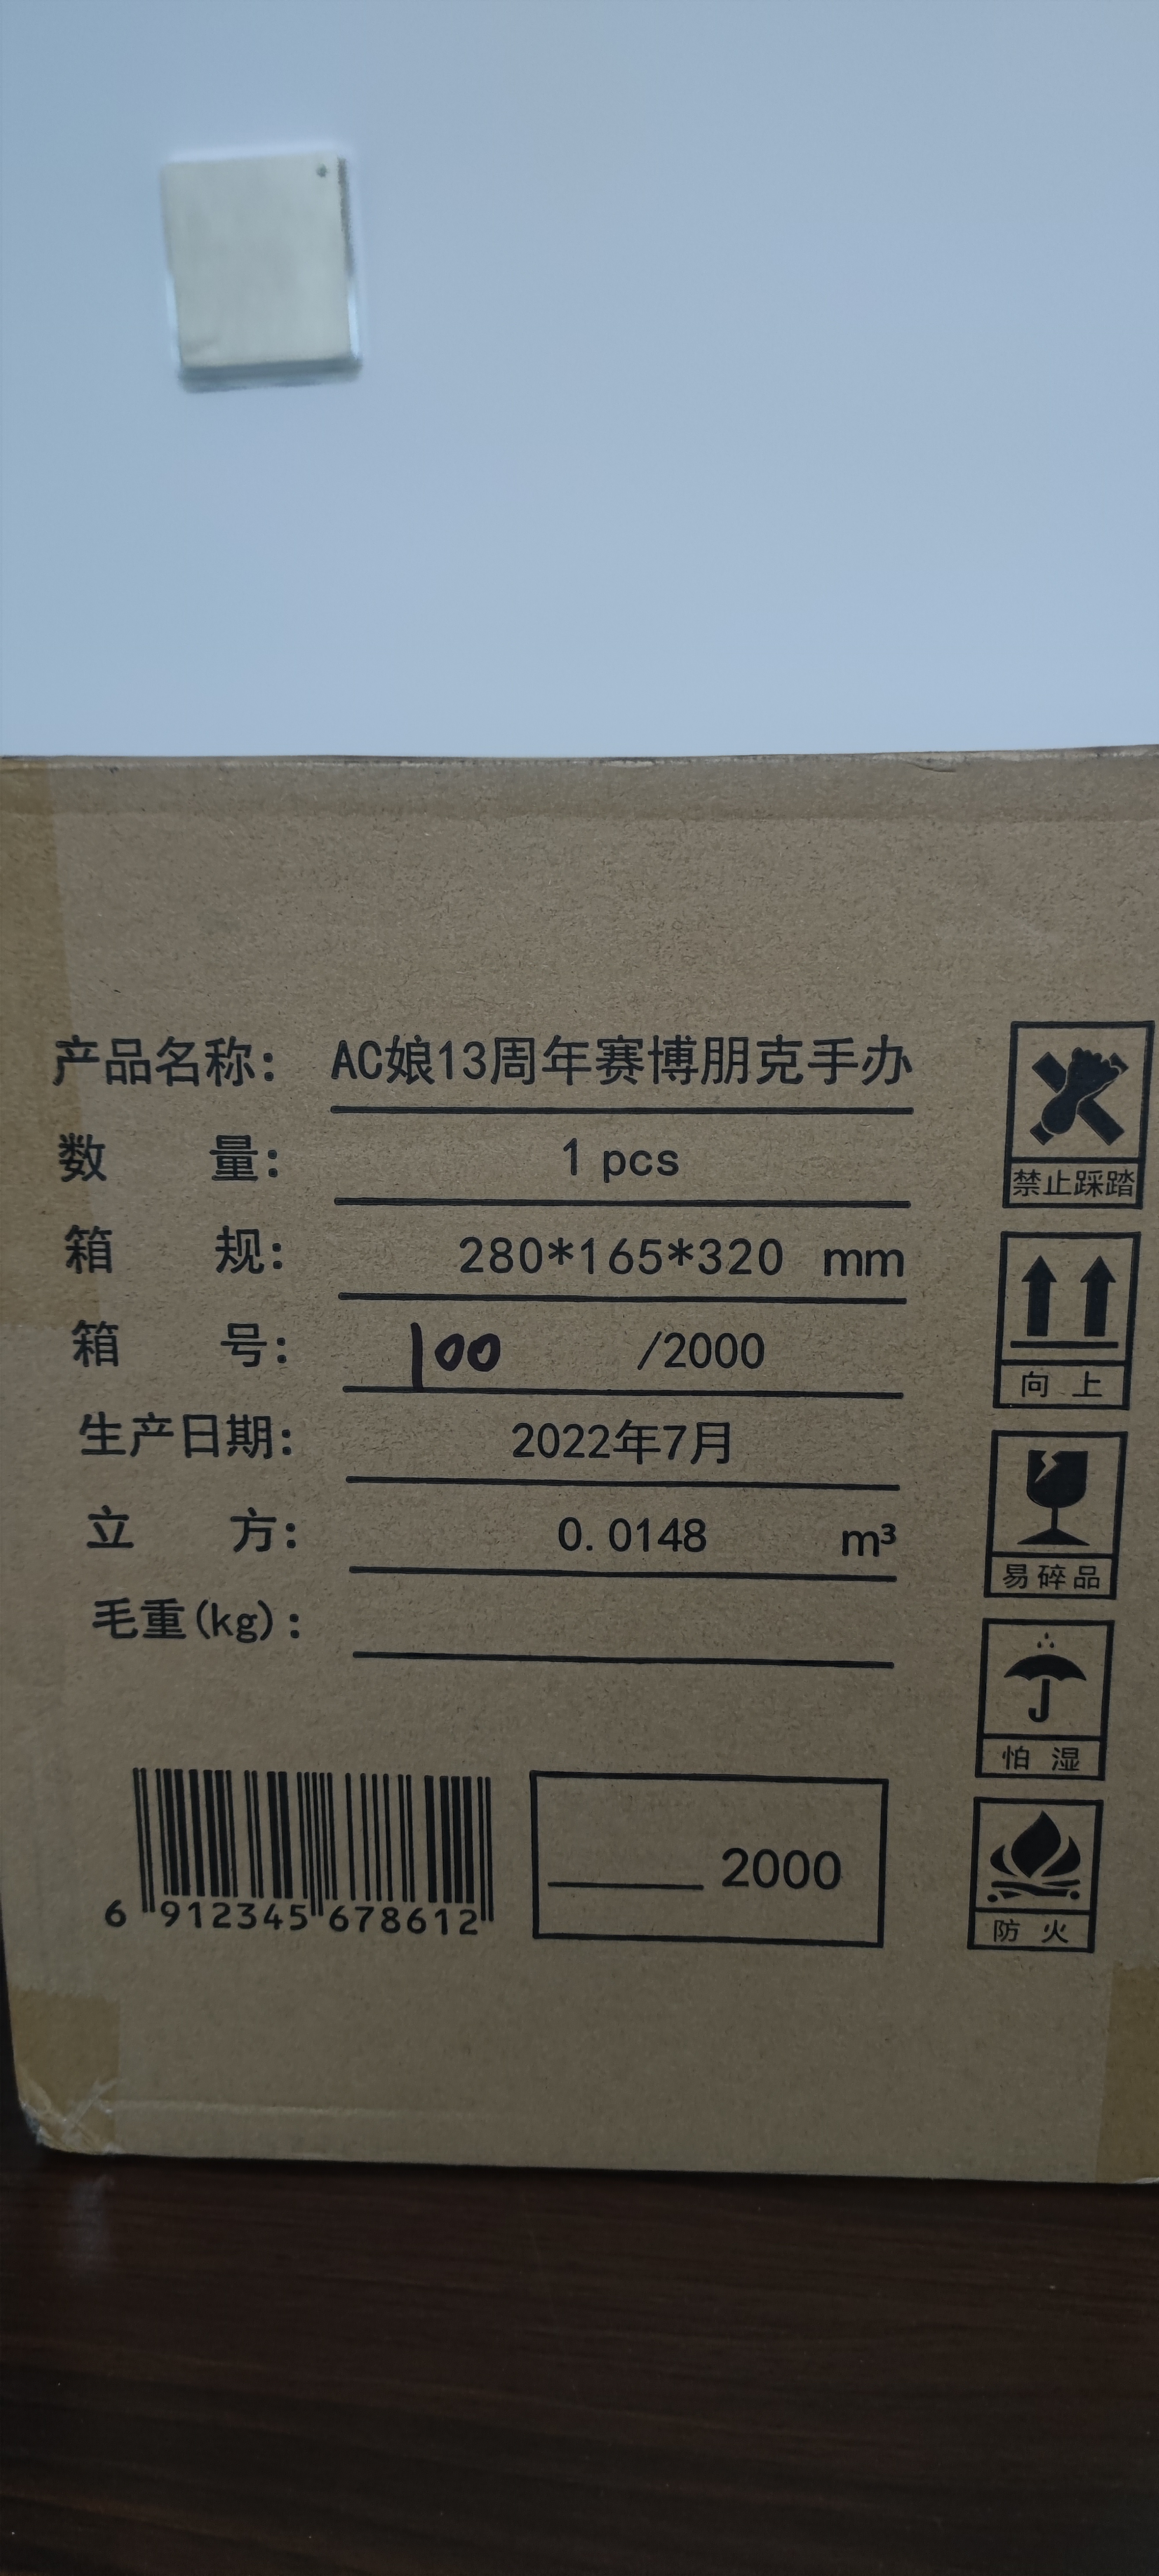 产品名称: AC娘13周年赛博朋克手办
数量: 1 pcs
箱规: 280*165*320 mm
箱号: 100 /2000
生产日期: 2022年7月
立方: 0.0148 m³
毛重(kg):
6 912345 678612
2000
禁止踩踏
向上
易碎品
怕湿
防火